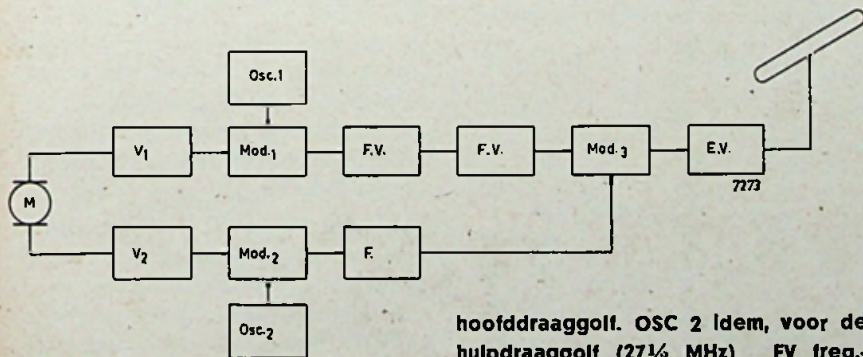 Osc.1
V1
Mod.1
F.V.
F.V.
Mod.3
E.V.
7273
M
V2
Mod.2
F.
Osc.2
hoofddraaggolf. OSC 2 idem, voor de
hulpdraaggolf (27⅓ MHz) FV freq.-